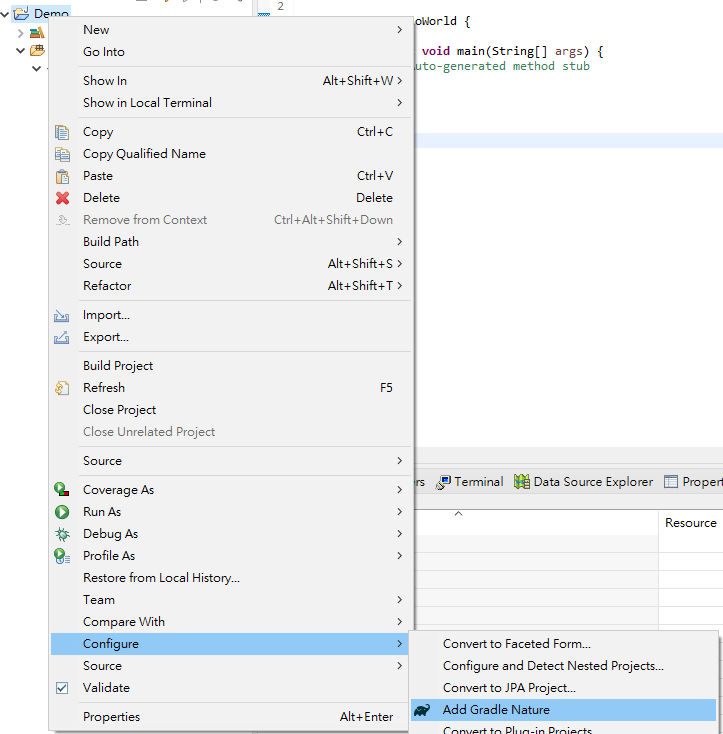 Demo
2
oWorld {
void main(String[] args) {
uto-generated method stub
New
Go Into
Show In Alt+Shift+W
Show in Local Terminal
Copy Ctrl+C
Copy Qualified Name
Paste Ctrl+V
Delete Delete
Remove from Context Ctrl+Alt+Shift+Down
Build Path
Source Alt+Shift+S
Refactor Alt+Shift+T
Import...
Export...
Build Project
Refresh F5
Close Project
Close Unrelated Project
Source
Coverage As
Run As
Debug As
Profile As
Restore from Local History...
Team
Compare With
Configure
Source
Validate
Properties Alt+Enter
rs Terminal Data Source Explorer Propert
Resource
Convert to Faceted Form...
Configure and Detect Nested Projects...
Convert to JPA Project...
Add Gradle Nature
Convert to Plug-in Projects